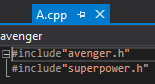 A.cpp
avenger
#include"avenger.h"
#include"superpower.h"